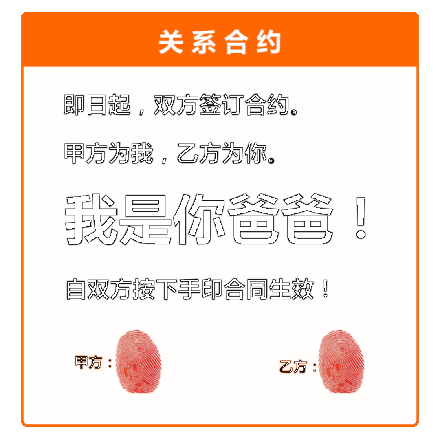 关系合约
即日起，双方签订合约。
甲方为我，乙方为你。
我是你爸爸！
自双方按下手印合同生效！
甲方： 乙方：